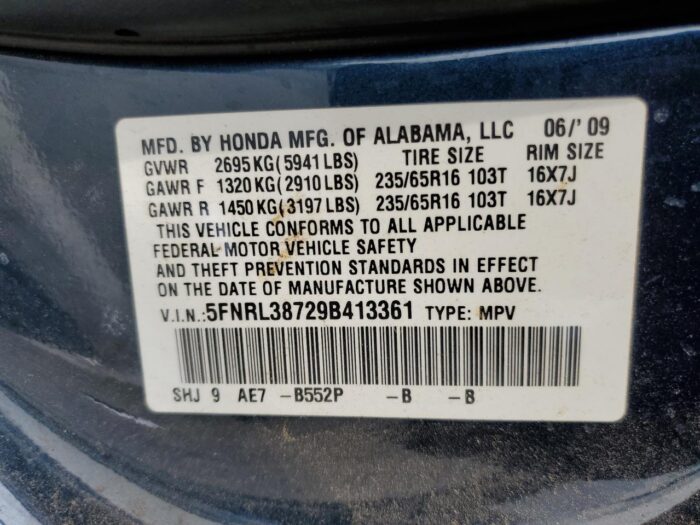 MFD. BY HONDA MFG. OF ALABAMA, LLC 06/' 09
GVWR 2695KG(5941LBS) TIRE SIZE RIM SIZE
GAWR F 1320KG(2910LBS) 235/65R16 103T 16X7J
GAWR R 1450KG(3197LBS) 235/65R16 103T 16X7J
THIS VEHICLE CONFORMS TO ALL APPLICABLE
FEDERAL MOTOR VEHICLE SAFETY
AND THEFT PREVENTION STANDARDS IN EFFECT
ON THE DATE OF MANUFACTURE SHOWN ABOVE.
V.I.N.:5FNRL38729B413361 TYPE: MPV
SHJ 9 AE7 -B552P -B -B